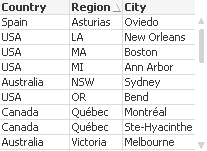 Country Region City
Spain Asturias Oviedo
USA LA New Orleans
USA MA Boston
USA MI Ann Arbor
Australia NSW Sydney
USA OR Bend
Canada Québec Montréal
Canada Québec Ste-Hyacinthe
Australia Victoria Melbourne